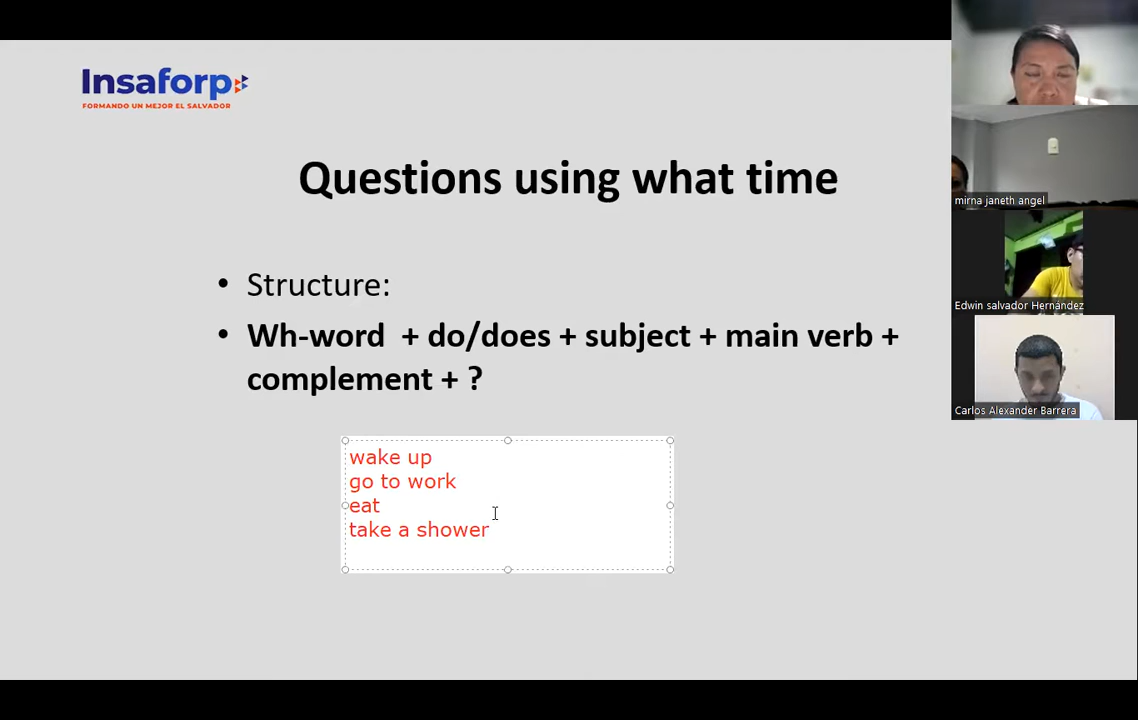 Insaforp
FORMANDO UN MEJOR EL SALVADOR
Questions using what time
• Structure:
• Wh-word + do/does + subject + main verb +
complement + ?
wake up
go to work
eat
take a shower
mirna janeth angel
Edwin salvador Hernández
Carlos Alexander Barrera